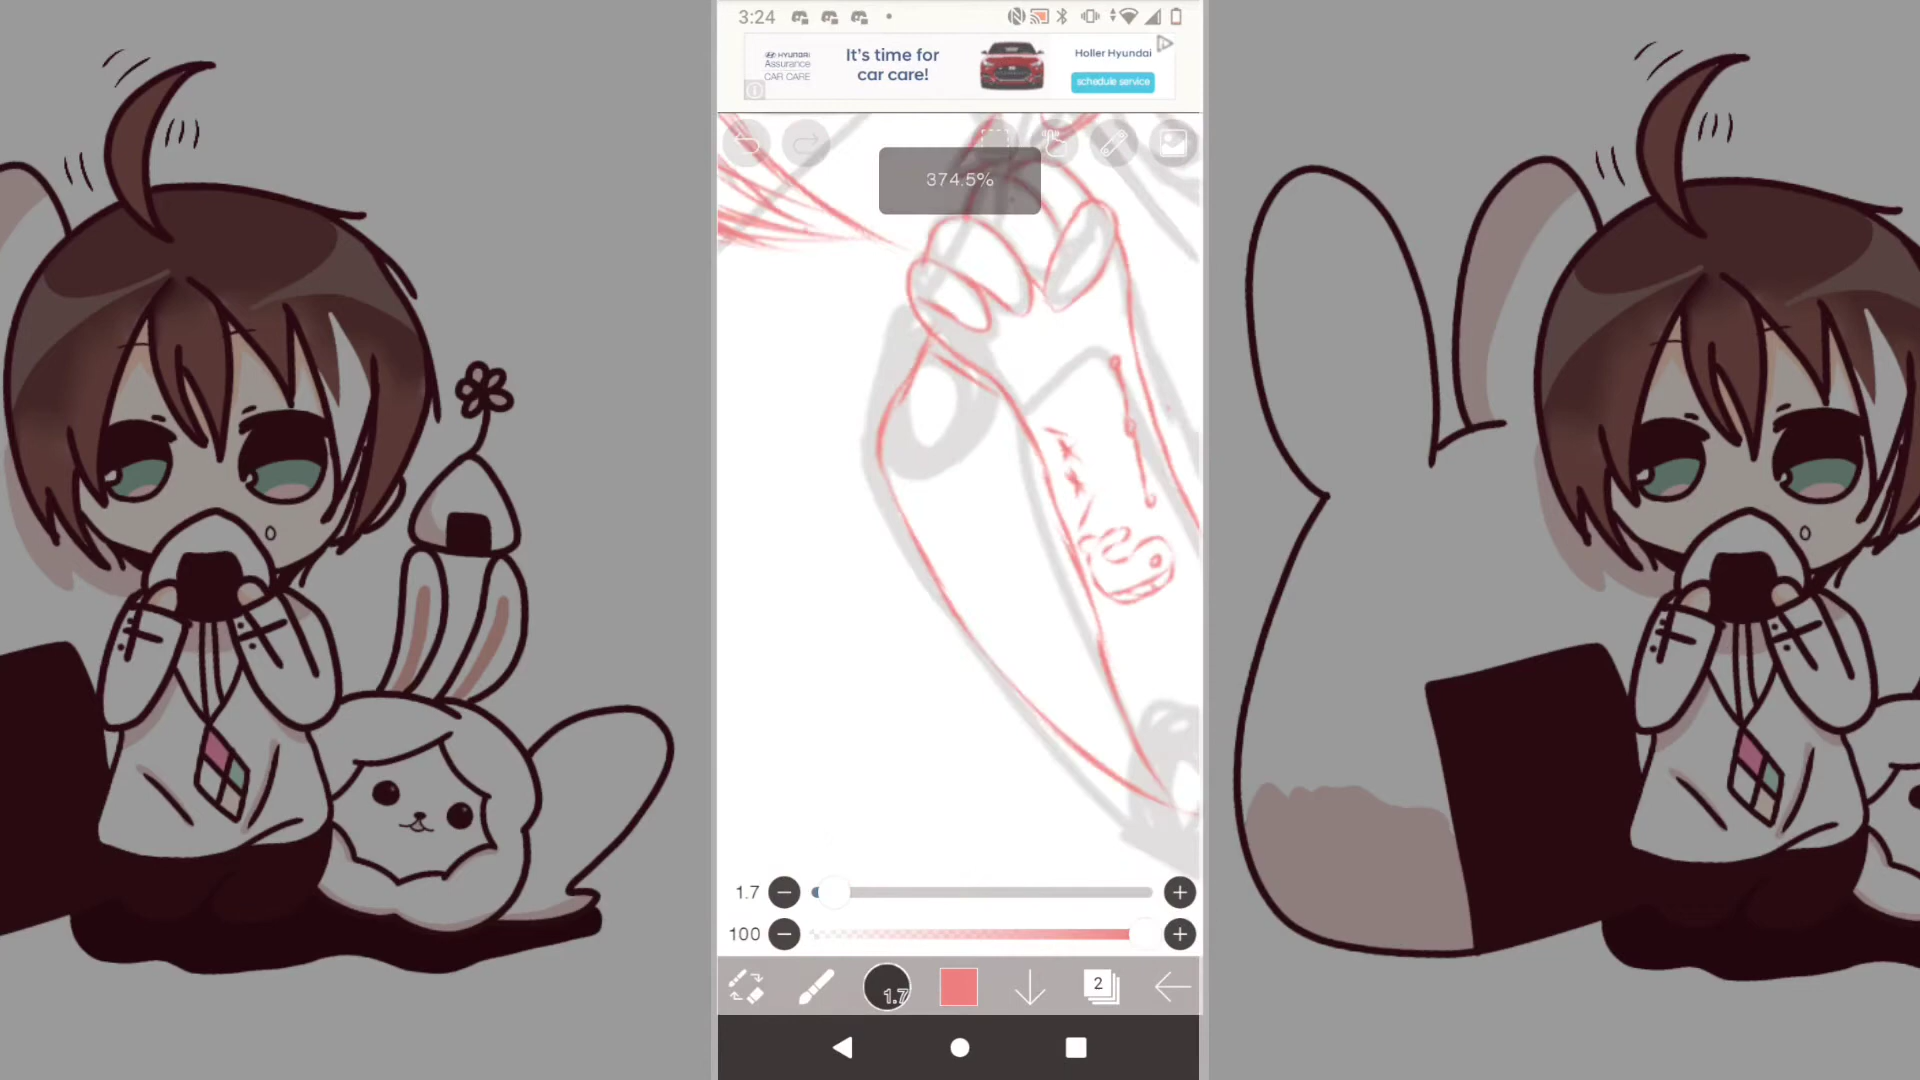 3:24
HYUNDAI
Assurance
CAR CARE
It's time for
car care!
Holler Hyundai
schedule service
374.5%
1.7
100
1.7
2